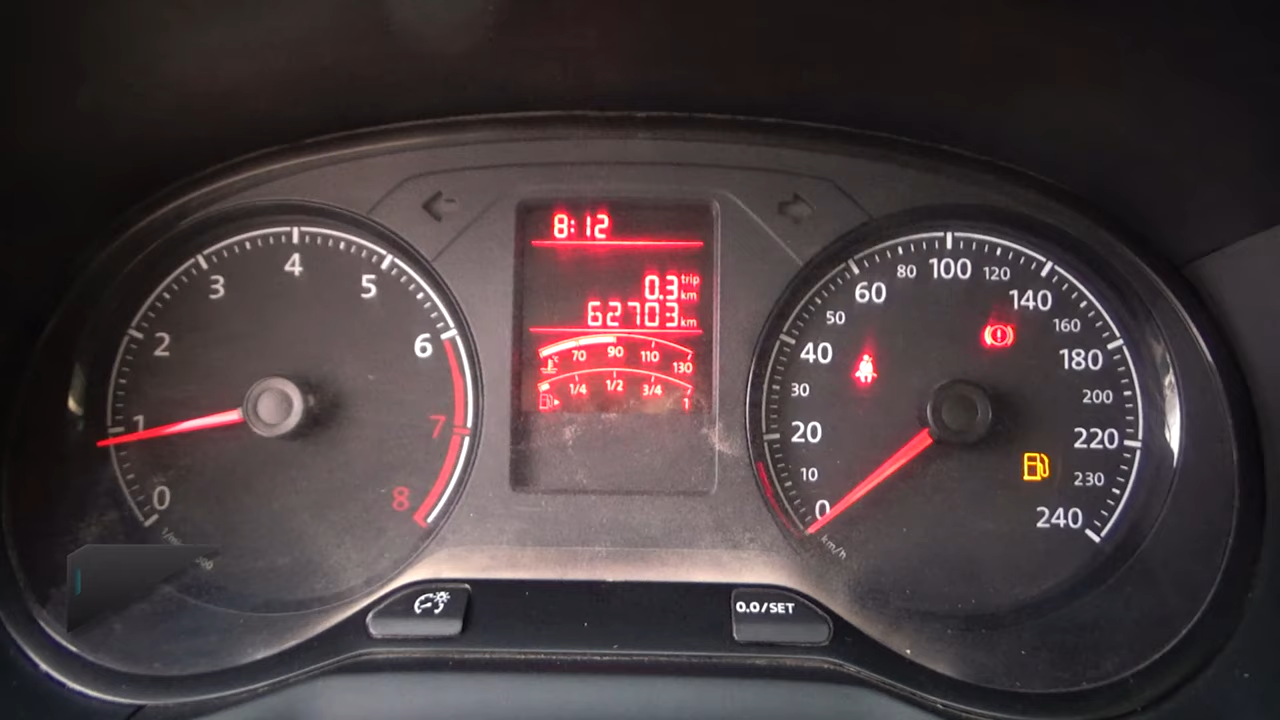 8:12
0.3 trip km
62703 km
70 90 110 130
°C
1/4 1/2 3/4 1
0 1 2 3 4 5 6 7 8
0 10 20 30 40 50 60 80 100 120 140 160 180 200 220 230 240
km/h
0.0/SET